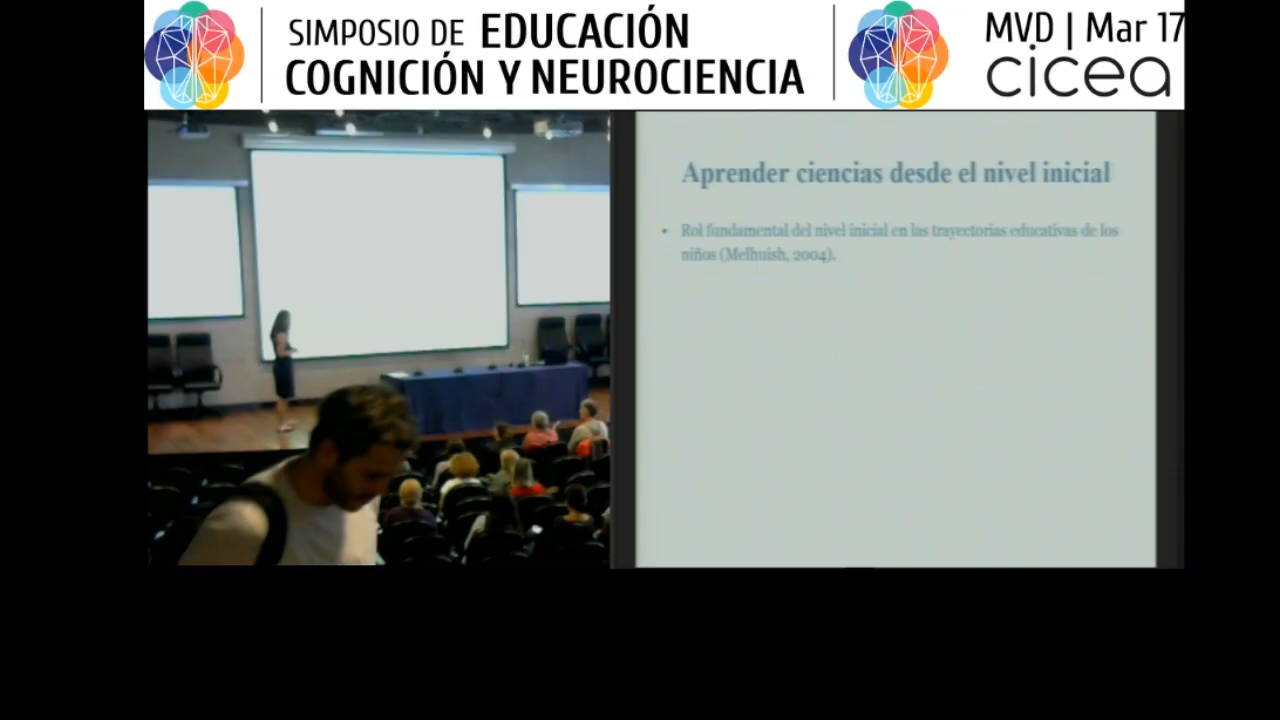 SIMPOSIO DE EDUCACIÓN
COGNICIÓN Y NEUROCIENCIA
MVD | Mar 17
cicea
Aprender ciencias desde el nivel inicial
• Rol fundamental del nivel inicial en las trayectorias educativas de los
niños (Melhuish, 2004).